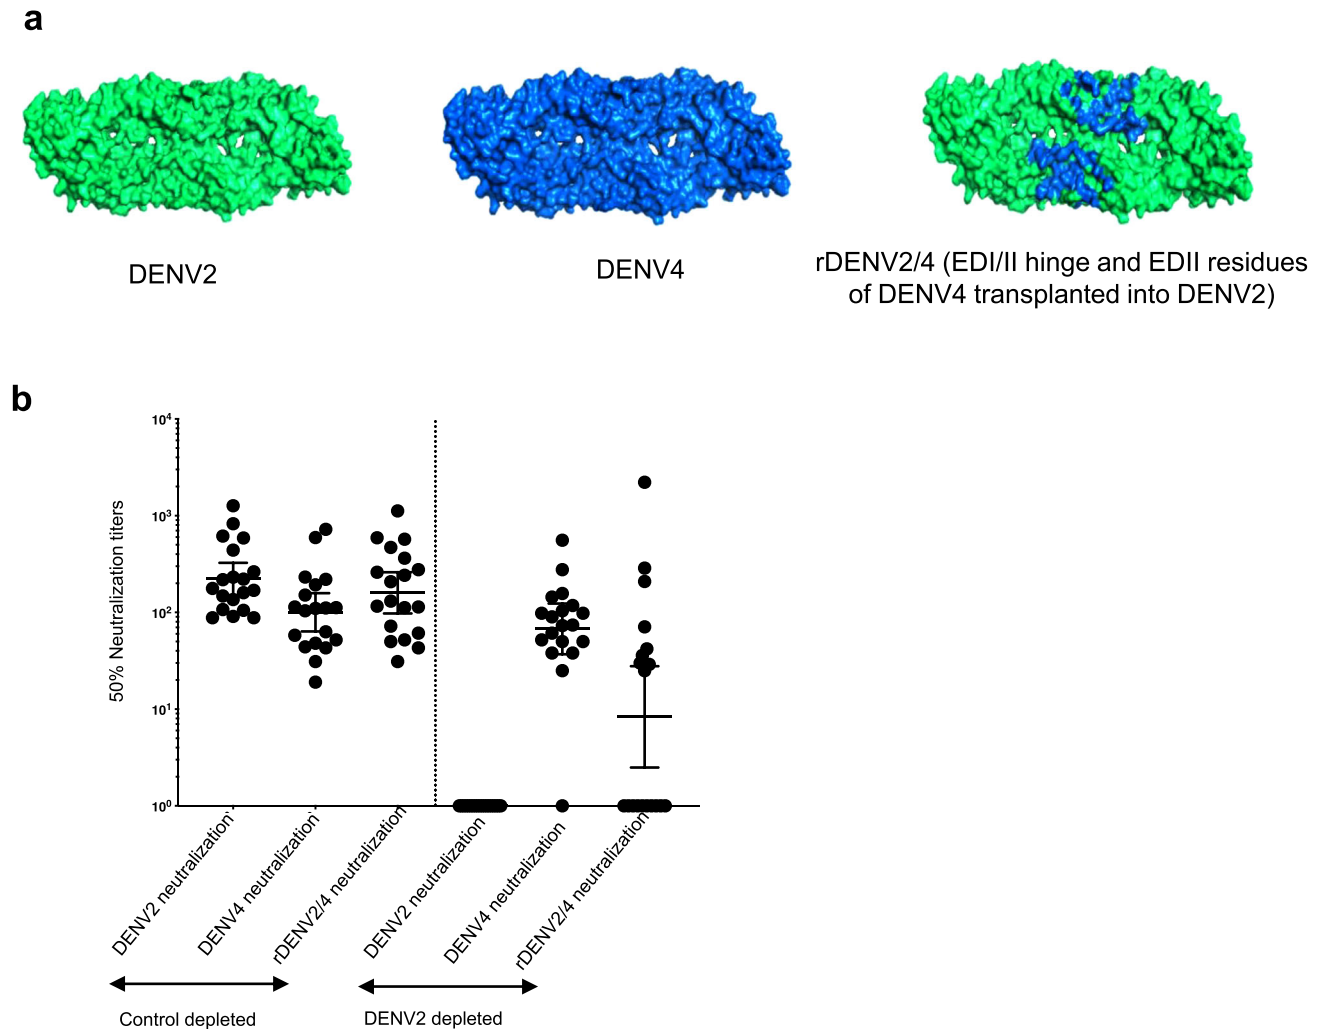 a
DENV2
DENV4
rDENV2/4 (EDI/II hinge and EDII residues
of DENV4 transplanted into DENV2)
b
50% Neutralization titers
10⁴
10³
10²
10¹
10⁰
DENV2 neutralization
DENV4 neutralization
rDENV2/4 neutralization
DENV2 neutralization
DENV4 neutralization
rDENV2/4 neutralization
Control depleted
DENV2 depleted